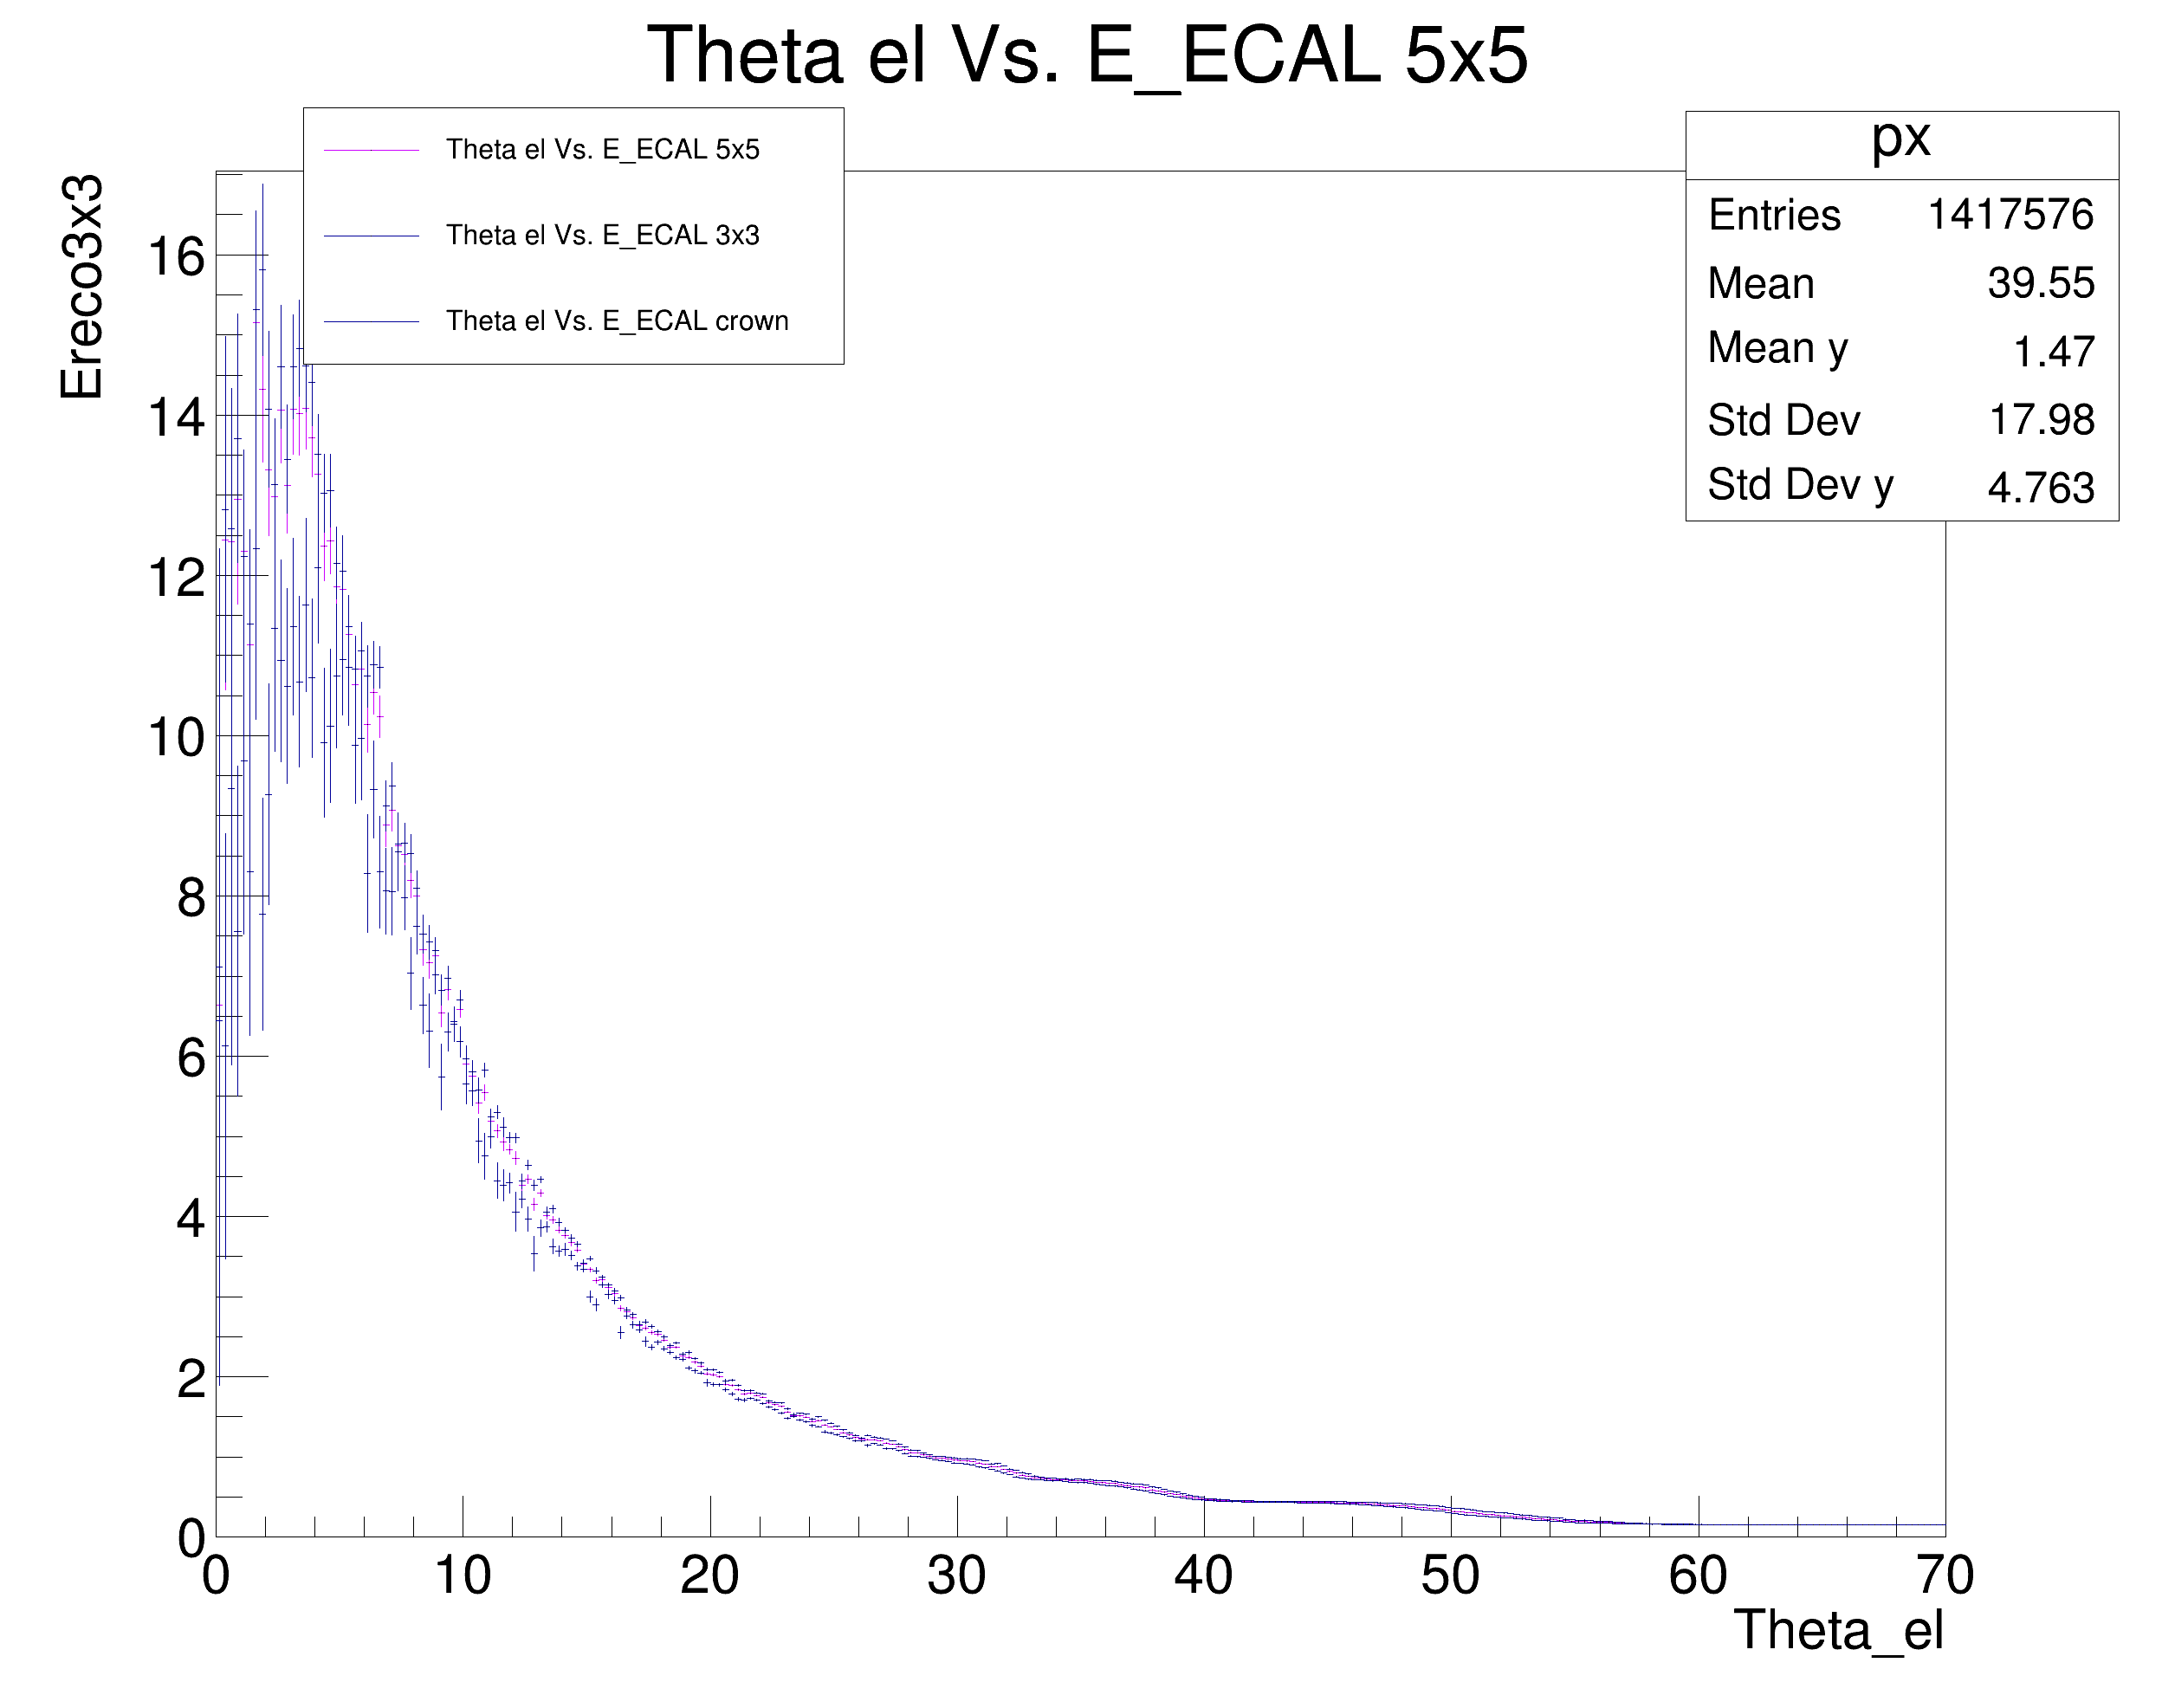 Theta el Vs. E_ECAL 5x5
Theta el Vs. E_ECAL 5x5
Theta el Vs. E_ECAL 3x3
Theta el Vs. E_ECAL crown
px
Entries 1417576
Mean 39.55
Mean y 1.47
Std Dev 17.98
Std Dev y 4.763
Ereco3x3
16
14
12
10
8
6
4
2
0
0 10 20 30 40 50 60 70
Theta_el